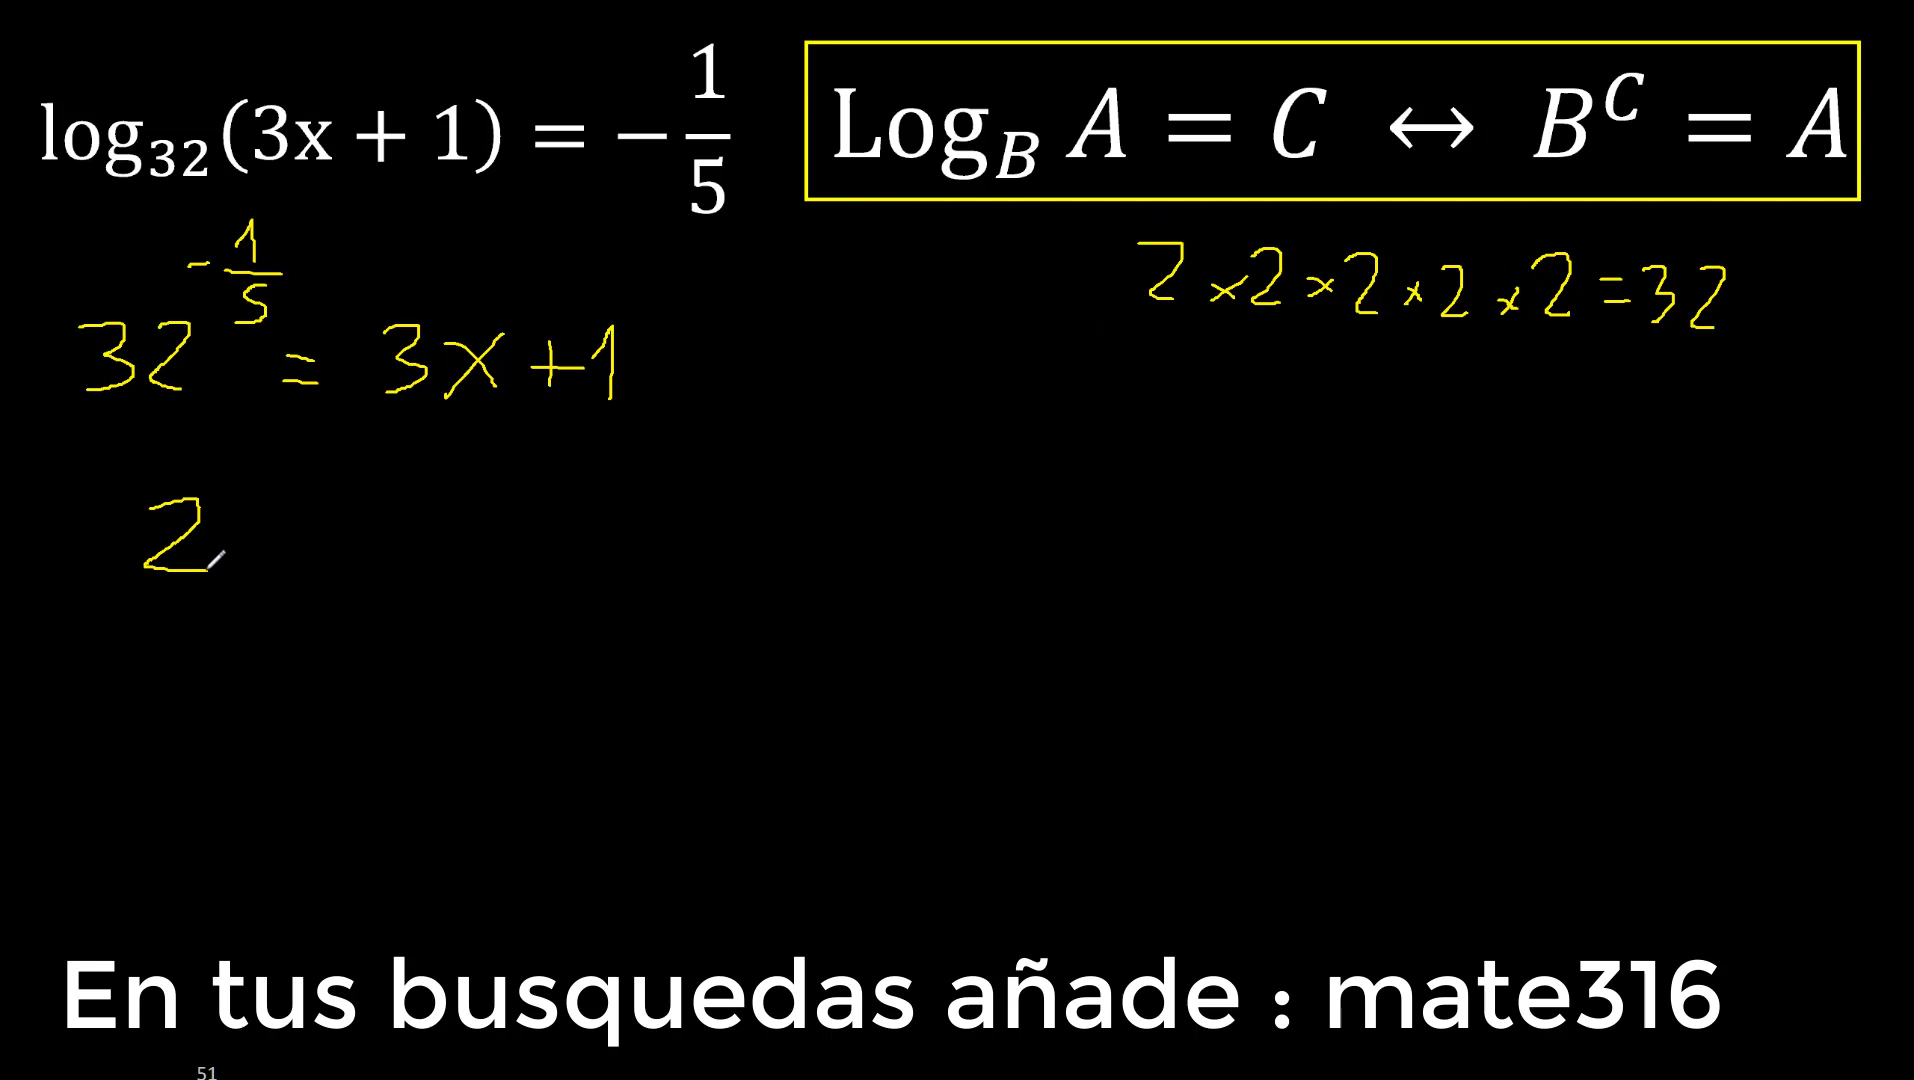 log₃₂(3x + 1) = −1/5
Log_B A = C ↔ B^C = A
2 × 2 × 2 × 2 × 2 = 32
32^(-1/5) = 3x + 1
2
En tus busquedas añade : mate316
51